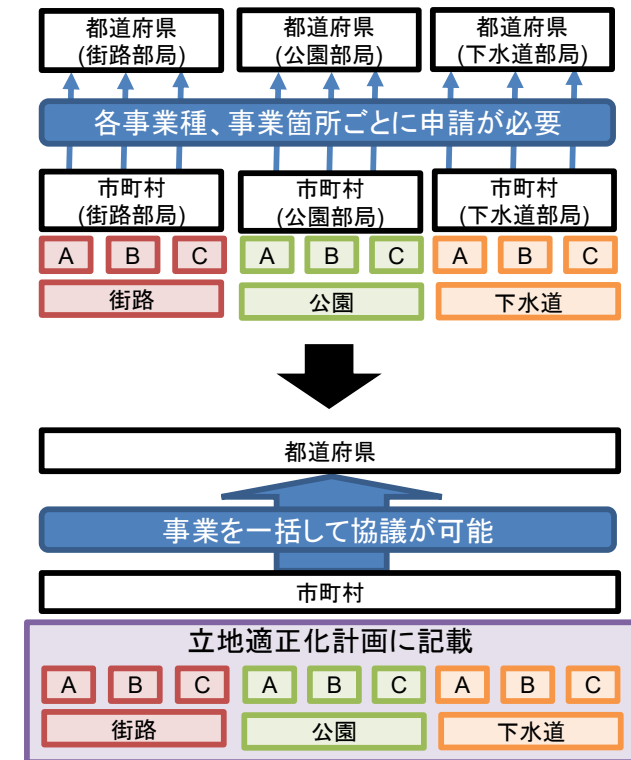 都道府県
(街路部局)
都道府県
(公園部局)
都道府県
(下水道部局)
各事業種、事業箇所ごとに申請が必要
市町村
(街路部局)
市町村
(公園部局)
市町村
(下水道部局)
A B C A B C A B C
街路 公園 下水道
都道府県
事業を一括して協議が可能
市町村
立地適正化計画に記載
A B C A B C A B C
街路 公園 下水道